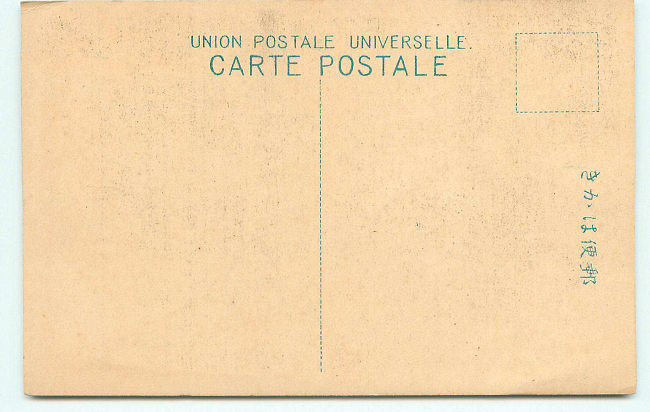 UNION POSTALE UNIVERSELLE.
CARTE POSTALE
きかは便郵